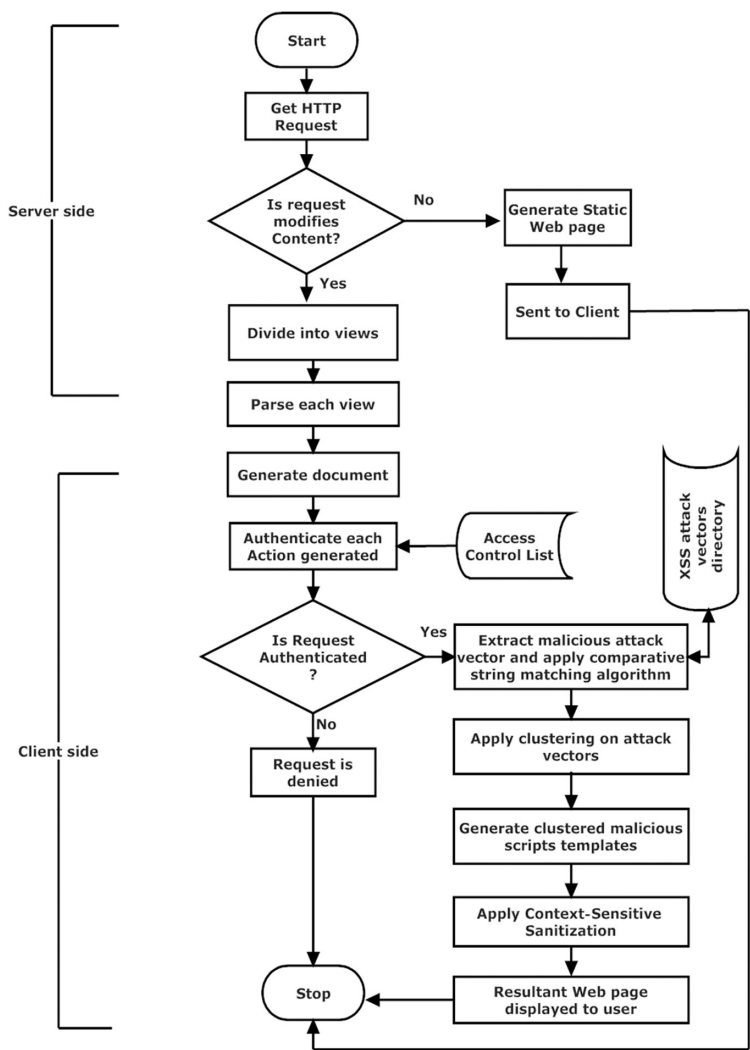 Start
Get HTTP
Request
Server side
Is request
modifies
Content?
No
Generate Static
Web page
Yes
Sent to Client
Divide into views
Parse each view
Generate document
Authenticate each
Action generated
Access
Control List
XSS attack
vectors
directory
Is Request
Authenticated
?
Yes
Extract malicious attack
vector and apply comparative
string matching algorithm
No
Client side
Request is
denied
Apply clustering on attack
vectors
Generate clustered malicious
scripts templates
Apply Context-Sensitive
Sanitization
Stop
Resultant Web page
displayed to user